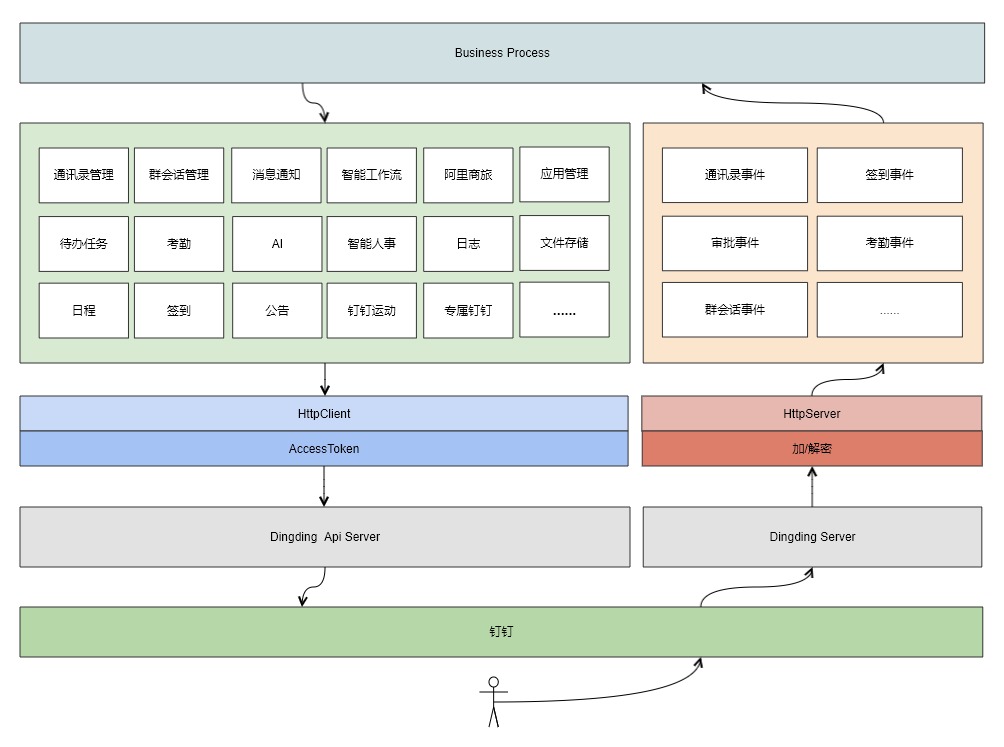 Business Process
通讯录管理
群会话管理
消息通知
智能工作流
阿里商旅
应用管理
待办任务
考勤
AI
智能人事
日志
文件存储
日程
签到
公告
钉钉运动
专属钉钉
......
通讯录事件
签到事件
审批事件
考勤事件
群会话事件
......
HttpClient
AccessToken
HttpServer
加/解密
Dingding Api Server
Dingding Server
钉钉